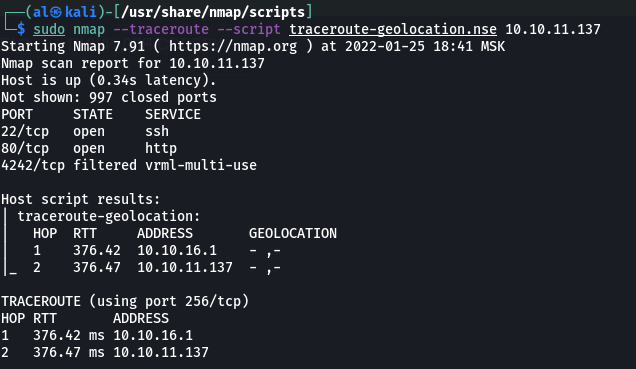 ┌──(al㉿kali)-[/usr/share/nmap/scripts]
└─$ sudo nmap --traceroute --script traceroute-geolocation.nse 10.10.11.137
Starting Nmap 7.91 ( https://nmap.org ) at 2022-01-25 18:41 MSK
Nmap scan report for 10.10.11.137
Host is up (0.34s latency).
Not shown: 997 closed ports
PORT     STATE    SERVICE
22/tcp   open     ssh
80/tcp   open     http
4242/tcp filtered vrml-multi-use

Host script results:
| traceroute-geolocation:
|   HOP  RTT     ADDRESS       GEOLOCATION
|   1    376.42  10.10.16.1    - ,-
|_  2    376.47  10.10.11.137  - ,-

TRACEROUTE (using port 256/tcp)
HOP RTT       ADDRESS
1   376.42 ms 10.10.16.1
2   376.47 ms 10.10.11.137